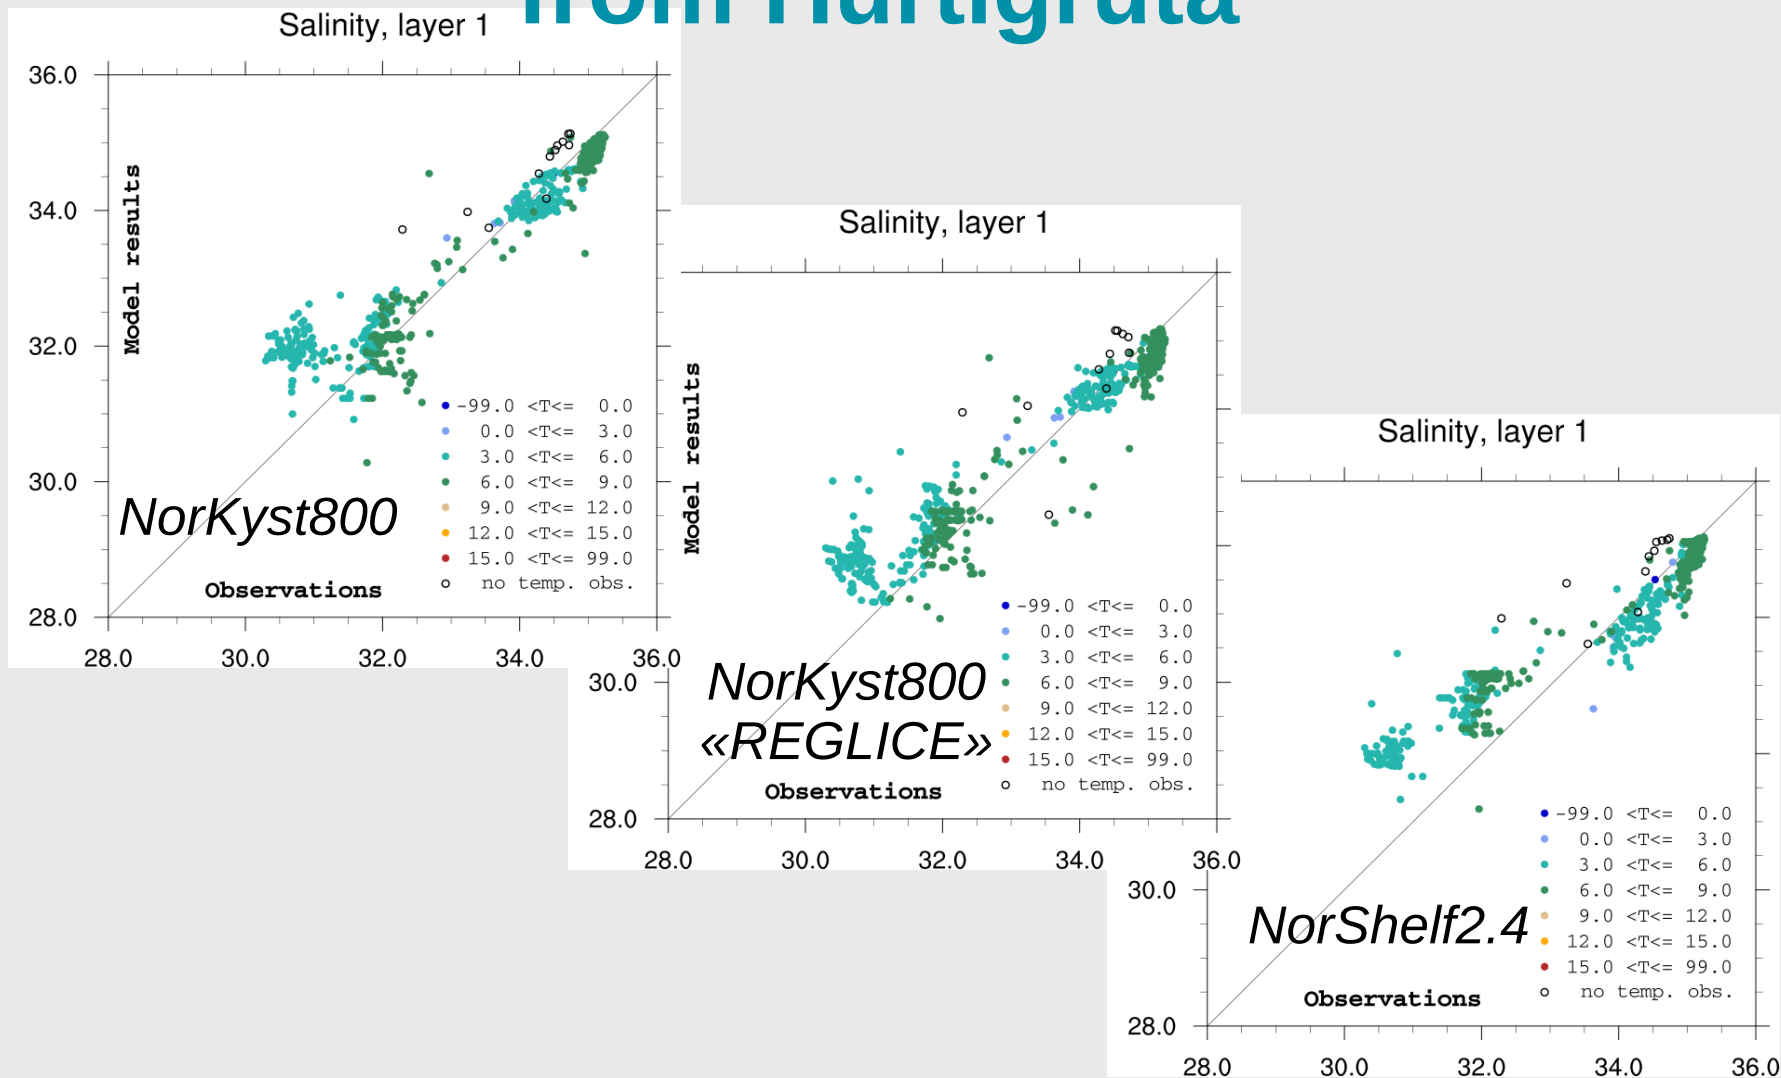 from Hurtigruta
Salinity, layer 1
36.0
34.0
32.0
30.0
28.0
Model results
-99.0 <T<= 0.0
0.0 <T<= 3.0
3.0 <T<= 6.0
6.0 <T<= 9.0
9.0 <T<= 12.0
12.0 <T<= 15.0
15.0 <T<= 99.0
no temp. obs.
NorKyst800
Observations
28.0 30.0 32.0 34.0 36.0
Salinity, layer 1
Model results
-99.0 <T<= 0.0
0.0 <T<= 3.0
3.0 <T<= 6.0
6.0 <T<= 9.0
9.0 <T<= 12.0
12.0 <T<= 15.0
15.0 <T<= 99.0
no temp. obs.
NorKyst800
«REGLICE»
Observations
30.0
28.0
28.0 30.0 32.0 34.0 36.0
Salinity, layer 1
-99.0 <T<= 0.0
0.0 <T<= 3.0
3.0 <T<= 6.0
6.0 <T<= 9.0
9.0 <T<= 12.0
12.0 <T<= 15.0
15.0 <T<= 99.0
no temp. obs.
NorShelf2.4
Observations
30.0
28.0
28.0 30.0 32.0 34.0 36.0